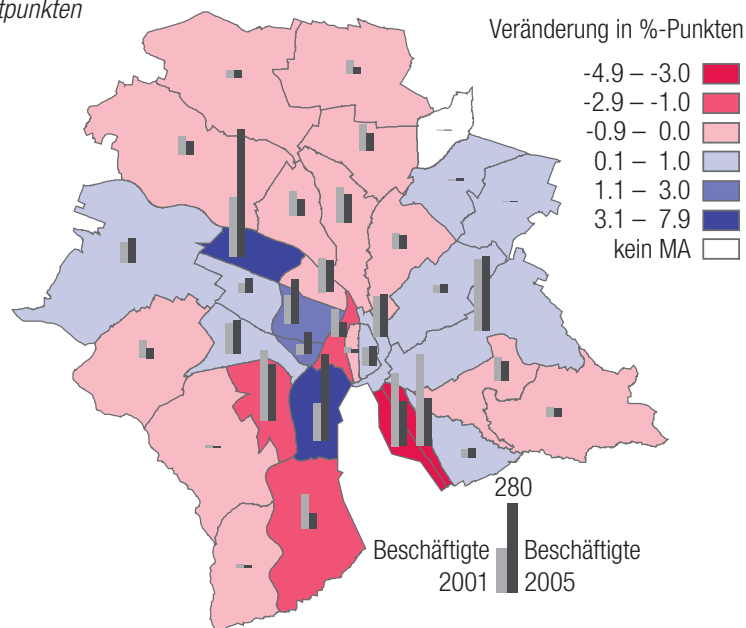 tpunkten
Veränderung in %-Punkten
-4.9 – -3.0
-2.9 – -1.0
-0.9 – 0.0
0.1 – 1.0
1.1 – 3.0
3.1 – 7.9
kein MA
280
Beschäftigte Beschäftigte
2001 2005